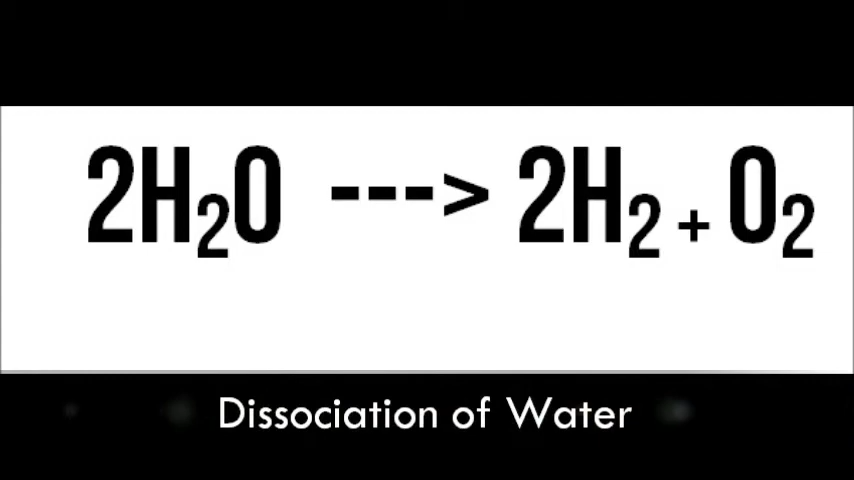 2H₂O ---> 2H₂ + O₂
Dissociation of Water